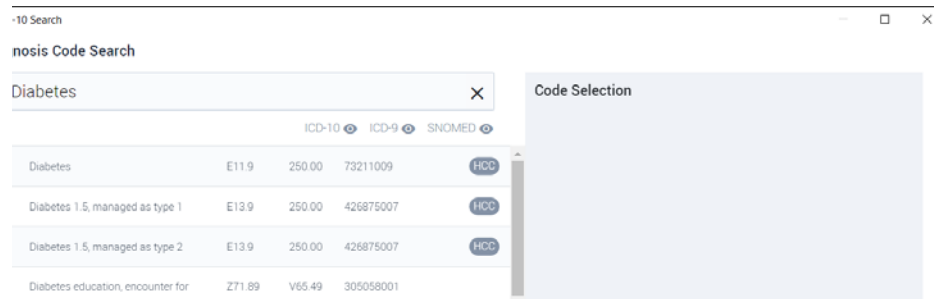 -10 Search
nosis Code Search
Diabetes
Code Selection
ICD-10 ICD-9 SNOMED
Diabetes E11.9 250.00 73211009 HCC
Diabetes 1.5, managed as type 1 E13.9 250.00 426875007 HCC
Diabetes 1.5, managed as type 2 E13.9 250.00 426875007 HCC
Diabetes education, encounter for Z71.89 V65.49 305058001